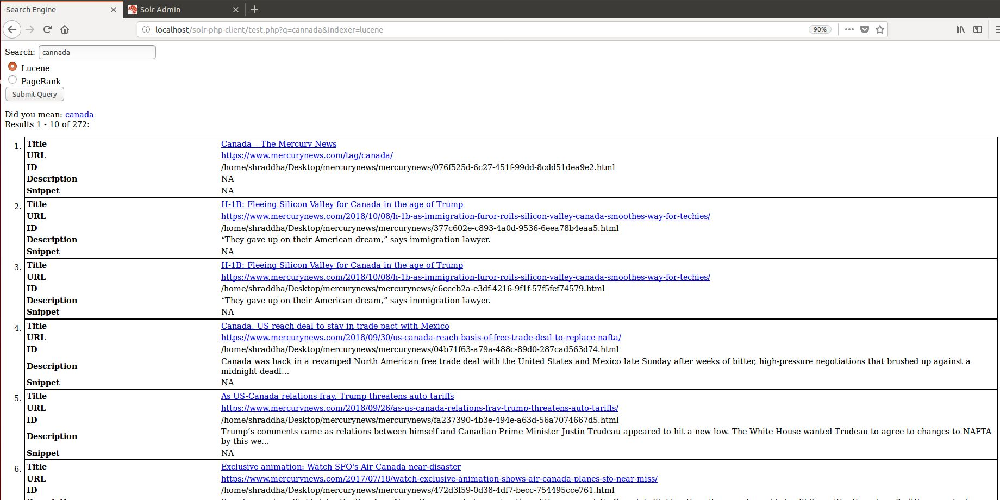 Search Engine
Solr Admin
localhost/solr-php-client/test.php?q=cannada&indexer=lucene
90%
Search: cannada
Lucene
PageRank
Submit Query
Did you mean: canada
Results 1 - 10 of 272:
1. Title Canada – The Mercury News
URL https://www.mercurynews.com/tag/canada/
ID /home/shraddha/Desktop/mercurynews/mercurynews/076f525d-6c27-451f-99dd-8cdd51dea9e2.html
Description NA
Snippet NA
2. Title H-1B: Fleeing Silicon Valley for Canada in the age of Trump
URL https://www.mercurynews.com/2018/10/08/h-1b-as-immigration-furor-roils-silicon-valley-canada-smoothes-way-for-techies/
ID /home/shraddha/Desktop/mercurynews/mercurynews/377c602e-c893-4a0d-9536-6eea78b4eaa5.html
Description “They gave up on their American dream,” says immigration lawyer.
Snippet NA
3. Title H-1B: Fleeing Silicon Valley for Canada in the age of Trump
URL https://www.mercurynews.com/2018/10/08/h-1b-as-immigration-furor-roils-silicon-valley-canada-smoothes-way-for-techies/
ID /home/shraddha/Desktop/mercurynews/mercurynews/c6cccb2a-e3df-4216-9f1f-57f5fef74579.html
Description “They gave up on their American dream,” says immigration lawyer.
Snippet NA
4. Title Canada, US reach deal to stay in trade pact with Mexico
URL https://www.mercurynews.com/2018/09/30/us-canada-reach-basis-of-free-trade-deal-to-replace-nafta/
ID /home/shraddha/Desktop/mercurynews/mercurynews/04b71f63-a79a-488c-89d0-287cad563d74.html
Description Canada was back in a revamped North American free trade deal with the United States and Mexico late Sunday after weeks of bitter, high-pressure negotiations that brushed up against a
midnight deadl...
Snippet NA
5. Title As US-Canada relations fray, Trump threatens auto tariffs
URL https://www.mercurynews.com/2018/09/26/as-us-canada-relations-fray-trump-threatens-auto-tariffs/
ID /home/shraddha/Desktop/mercurynews/mercurynews/fa237390-4b3e-494e-a63d-56a7074667d5.html
Description Trump’s comments came as relations between himself and Canadian Prime Minister Justin Trudeau appeared to hit a new low. The White House wanted Trudeau to agree to changes to NAFTA
by this we...
Snippet NA
6. Title Exclusive animation: Watch SFO's Air Canada near-disaster
URL https://www.mercurynews.com/2017/07/18/watch-exclusive-animation-shows-air-canada-planes-sfo-near-miss/
ID /home/shraddha/Desktop/mercurynews/mercurynews/472d3f59-0d38-4df7-becc-754495cce761.html